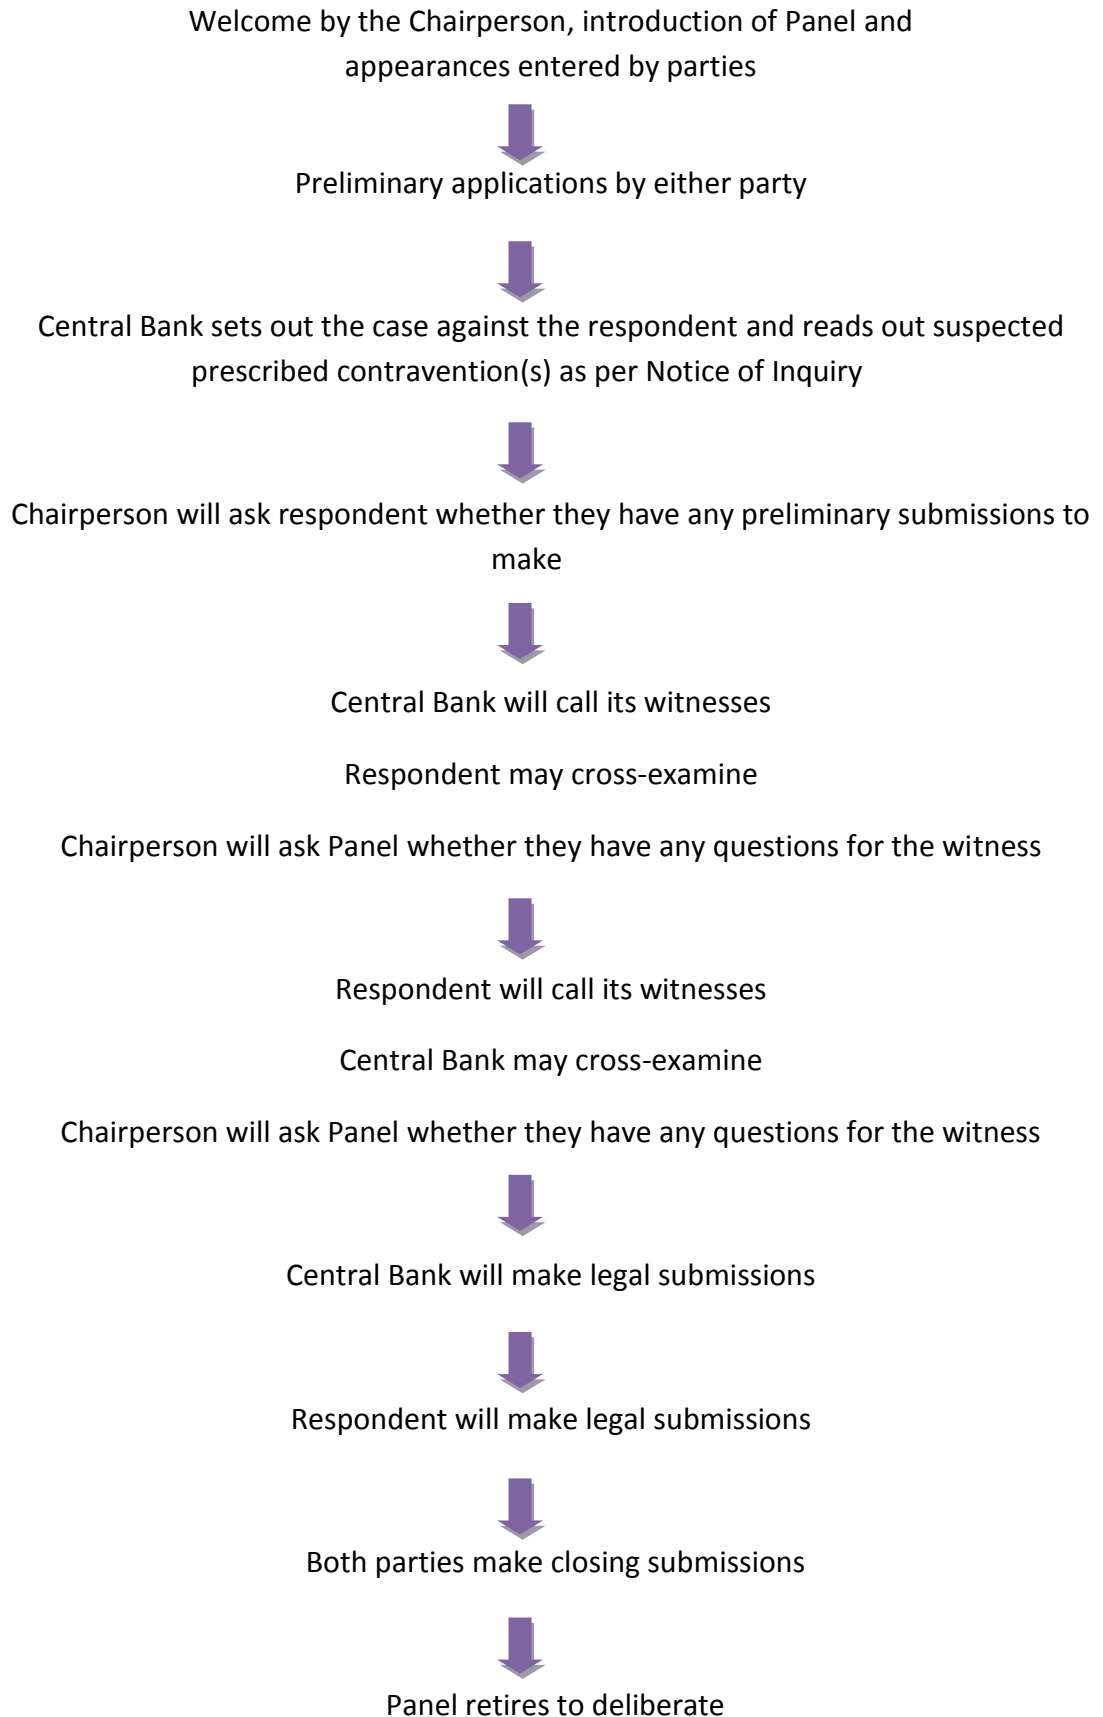 Welcome by the Chairperson, introduction of Panel and
appearances entered by parties
Preliminary applications by either party
Central Bank sets out the case against the respondent and reads out suspected
prescribed contravention(s) as per Notice of Inquiry
Chairperson will ask respondent whether they have any preliminary submissions to
make
Central Bank will call its witnesses
Respondent may cross-examine
Chairperson will ask Panel whether they have any questions for the witness
Respondent will call its witnesses
Central Bank may cross-examine
Chairperson will ask Panel whether they have any questions for the witness
Central Bank will make legal submissions
Respondent will make legal submissions
Both parties make closing submissions
Panel retires to deliberate